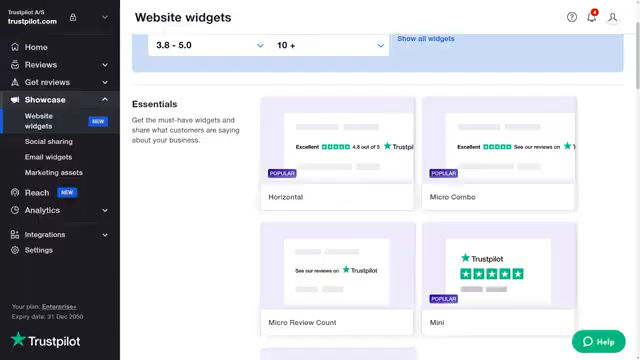 Trustpilot A/S
trustpilot.com
Website widgets
4
3.8 - 5.0
10 +
Show all widgets
Home
Reviews
Get reviews
Showcase
Website widgets
NEW
Social sharing
Email widgets
Marketing assets
Reach
NEW
Analytics
Integrations
Settings
Your plan: Enterprise+
Expiry date: 31 Dec 2050
Trustpilot
Essentials
Get the must-have widgets and
share what customers are saying
about your business.
Excellent 4.8 out of 5 Trustpil
POPULAR
Horizontal
Excellent See our reviews on T
POPULAR
Micro Combo
See our reviews on Trustpilot
Micro Review Count
Trustpilot
POPULAR
Mini
Help